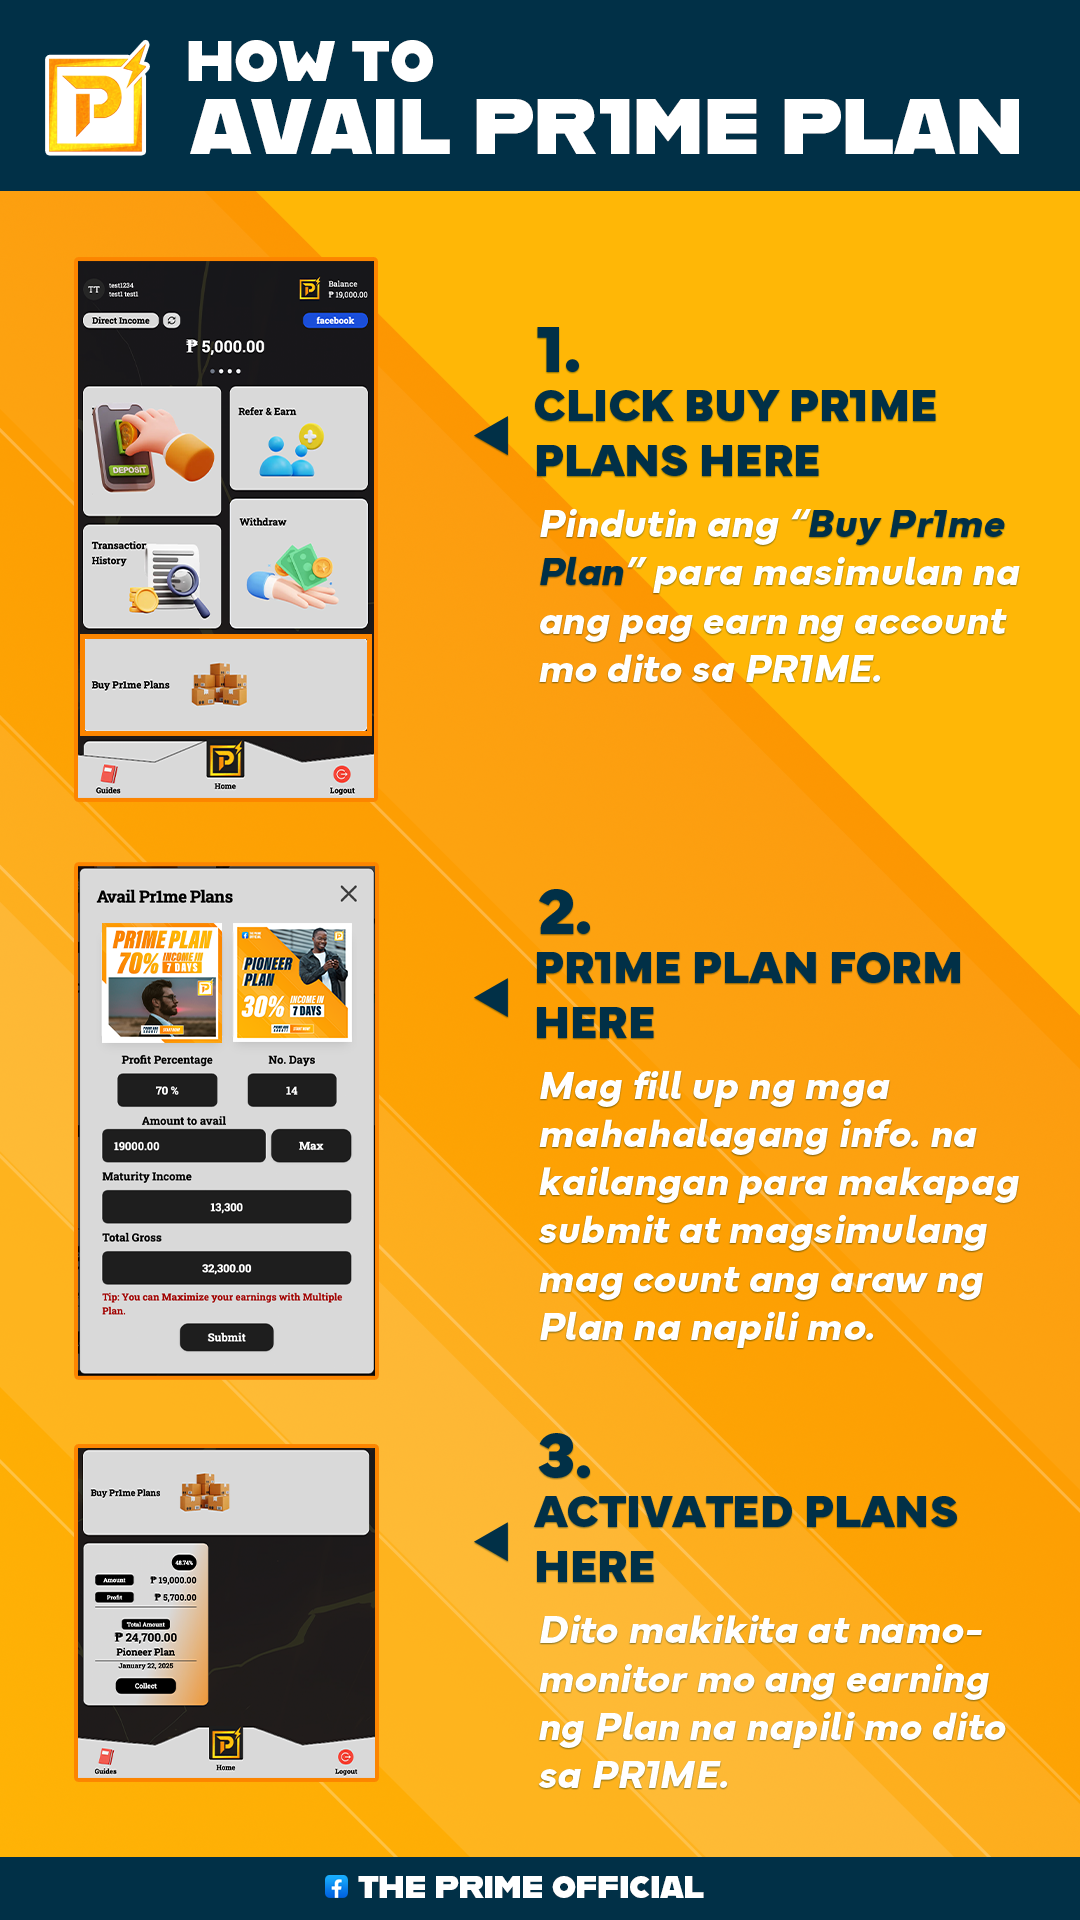 HOW TO
AVAIL PR1ME PLAN
TT
test1234
test1 test1
Balance
₱ 19,000.00
Direct Income
facebook
₱ 5,000.00
DEPOSIT
Refer & Earn
Transaction
History
Withdraw
Buy Pr1me Plans
Guides
Home
Logout
1.
CLICK BUY PR1ME
PLANS HERE
Pindutin ang “Buy Pr1me
Plan” para masimulan na
ang pag earn ng account
mo dito sa PR1ME.
Avail Pr1me Plans
PR1ME PLAN
70% INCOME IN
7 DAYS
PIONEER
PLAN
30% INCOME IN
7 DAYS
Profit Percentage
No. Days
70 %
14
Amount to avail
19000.00
Max
Maturity Income
13,300
Total Gross
32,300.00
Tip: You can Maximize your earnings with Multiple
Plan.
Submit
2.
PR1ME PLAN FORM
HERE
Mag fill up ng mga
mahahalagang info. na
kailangan para makapag
submit at magsimulang
mag count ang araw ng
Plan na napili mo.
Buy Pr1me Plans
48.74%
Amount
₱ 19,000.00
Profit
₱ 5,700.00
Total Amount
₱ 24,700.00
Pioneer Plan
January 22, 2025
Collect
Guides
Home
Logout
3.
ACTIVATED PLANS
HERE
Dito makikita at namo-
monitor mo ang earning
ng Plan na napili mo dito
sa PR1ME.
THE PRIME OFFICIAL